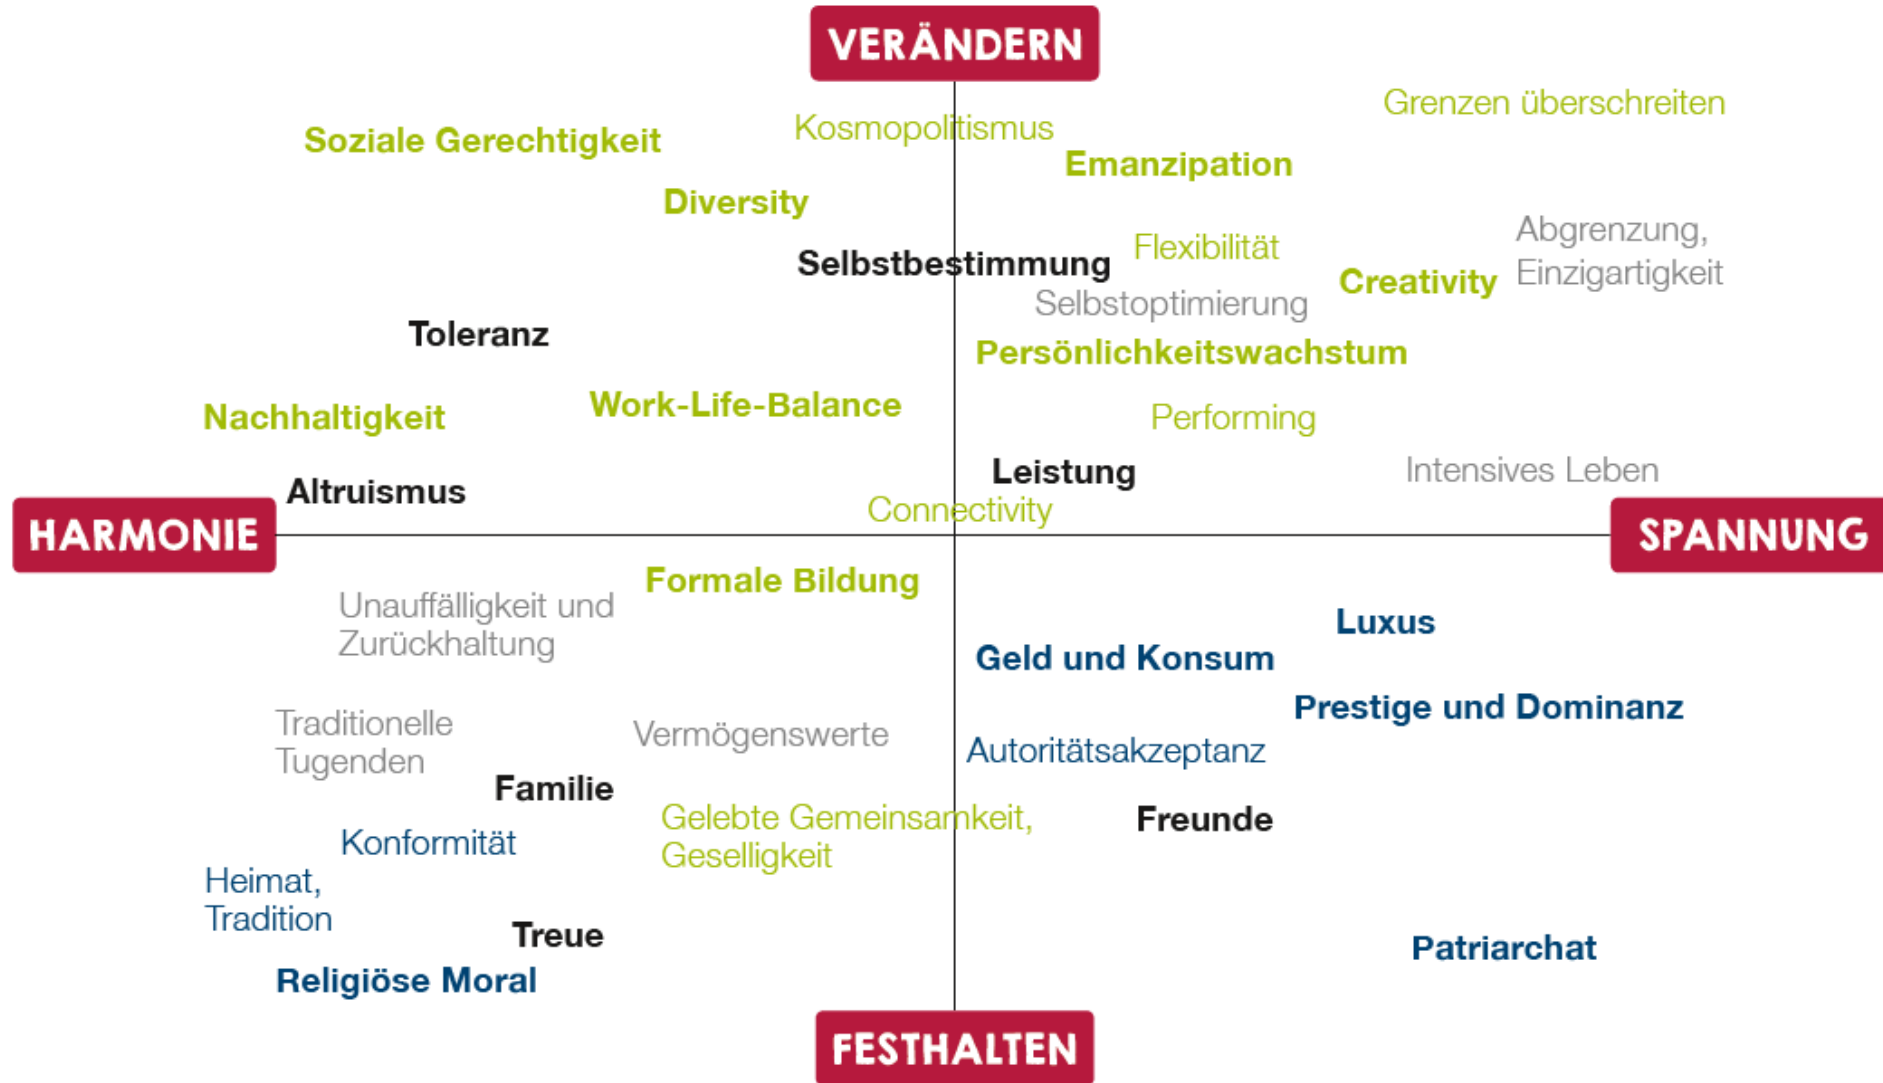 VERÄNDERN
Grenzen überschreiten
Kosmopolitismus
Soziale Gerechtigkeit
Emanzipation
Diversity
Abgrenzung,
Einzigartigkeit
Flexibilität
Selbstbestimmung
Creativity
Selbstoptimierung
Toleranz
Persönlichkeitswachstum
Work-Life-Balance
Nachhaltigkeit
Performing
Intensives Leben
Leistung
Altruismus
Connectivity
HARMONIE
SPANNUNG
Formale Bildung
Unauffälligkeit und
Zurückhaltung
Luxus
Geld und Konsum
Prestige und Dominanz
Traditionelle
Tugenden
Vermögenswerte
Autoritätsakzeptanz
Familie
Gelebte Gemeinsamkeit,
Geselligkeit
Freunde
Konformität
Heimat,
Tradition
Treue
Patriarchat
Religiöse Moral
FESTHALTEN